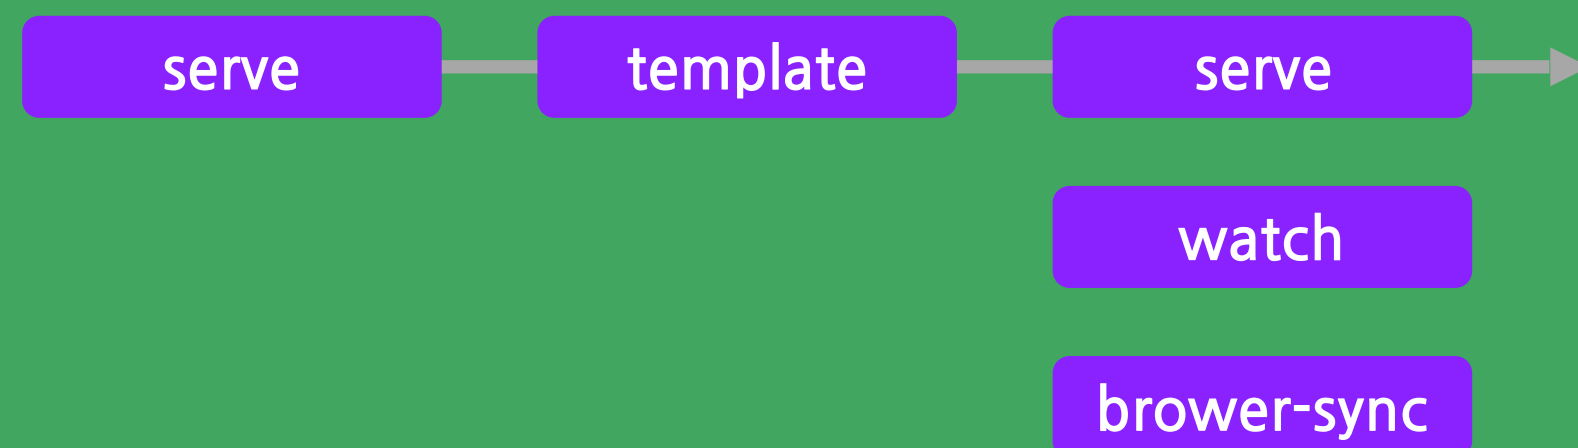 serve
template
serve
watch
brower-sync